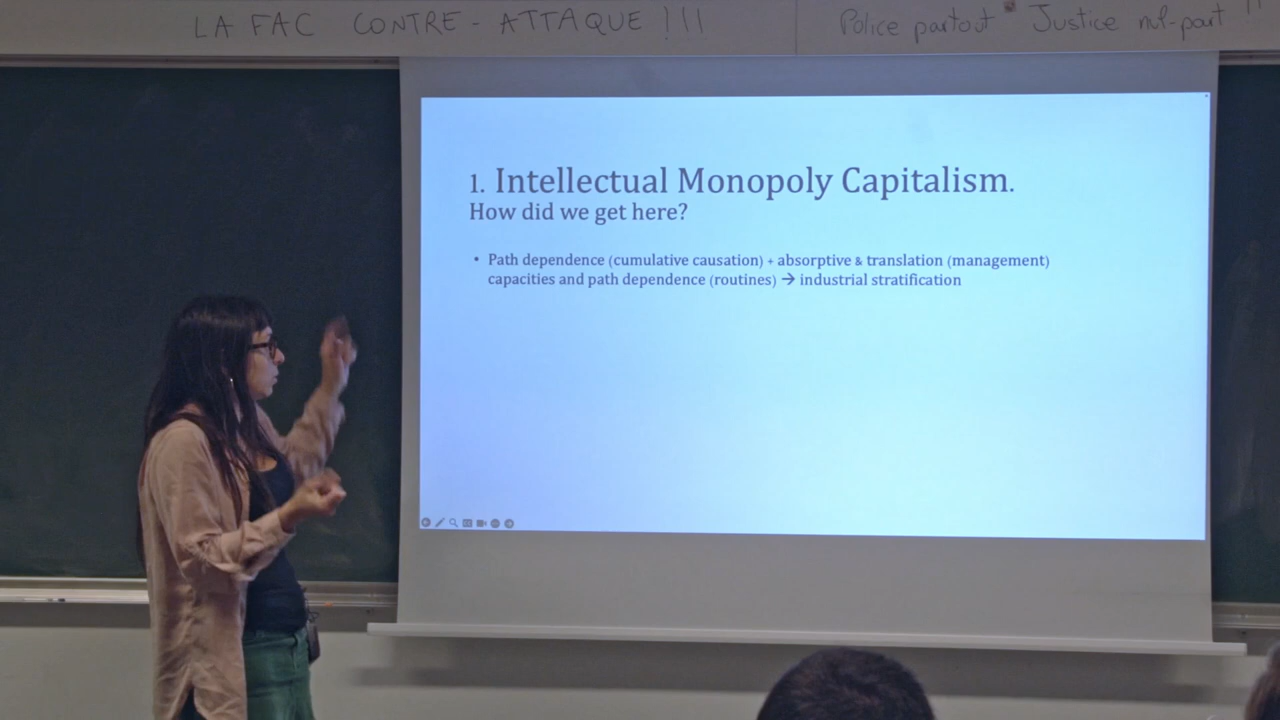 LA FAC CONTRE-ATTAQUE !!!
Police partout Justice nul-part !!
1. Intellectual Monopoly Capitalism.
How did we get here?
• Path dependence (cumulative causation) + absorptive & translation (management)
capacities and path dependence (routines) → industrial stratification